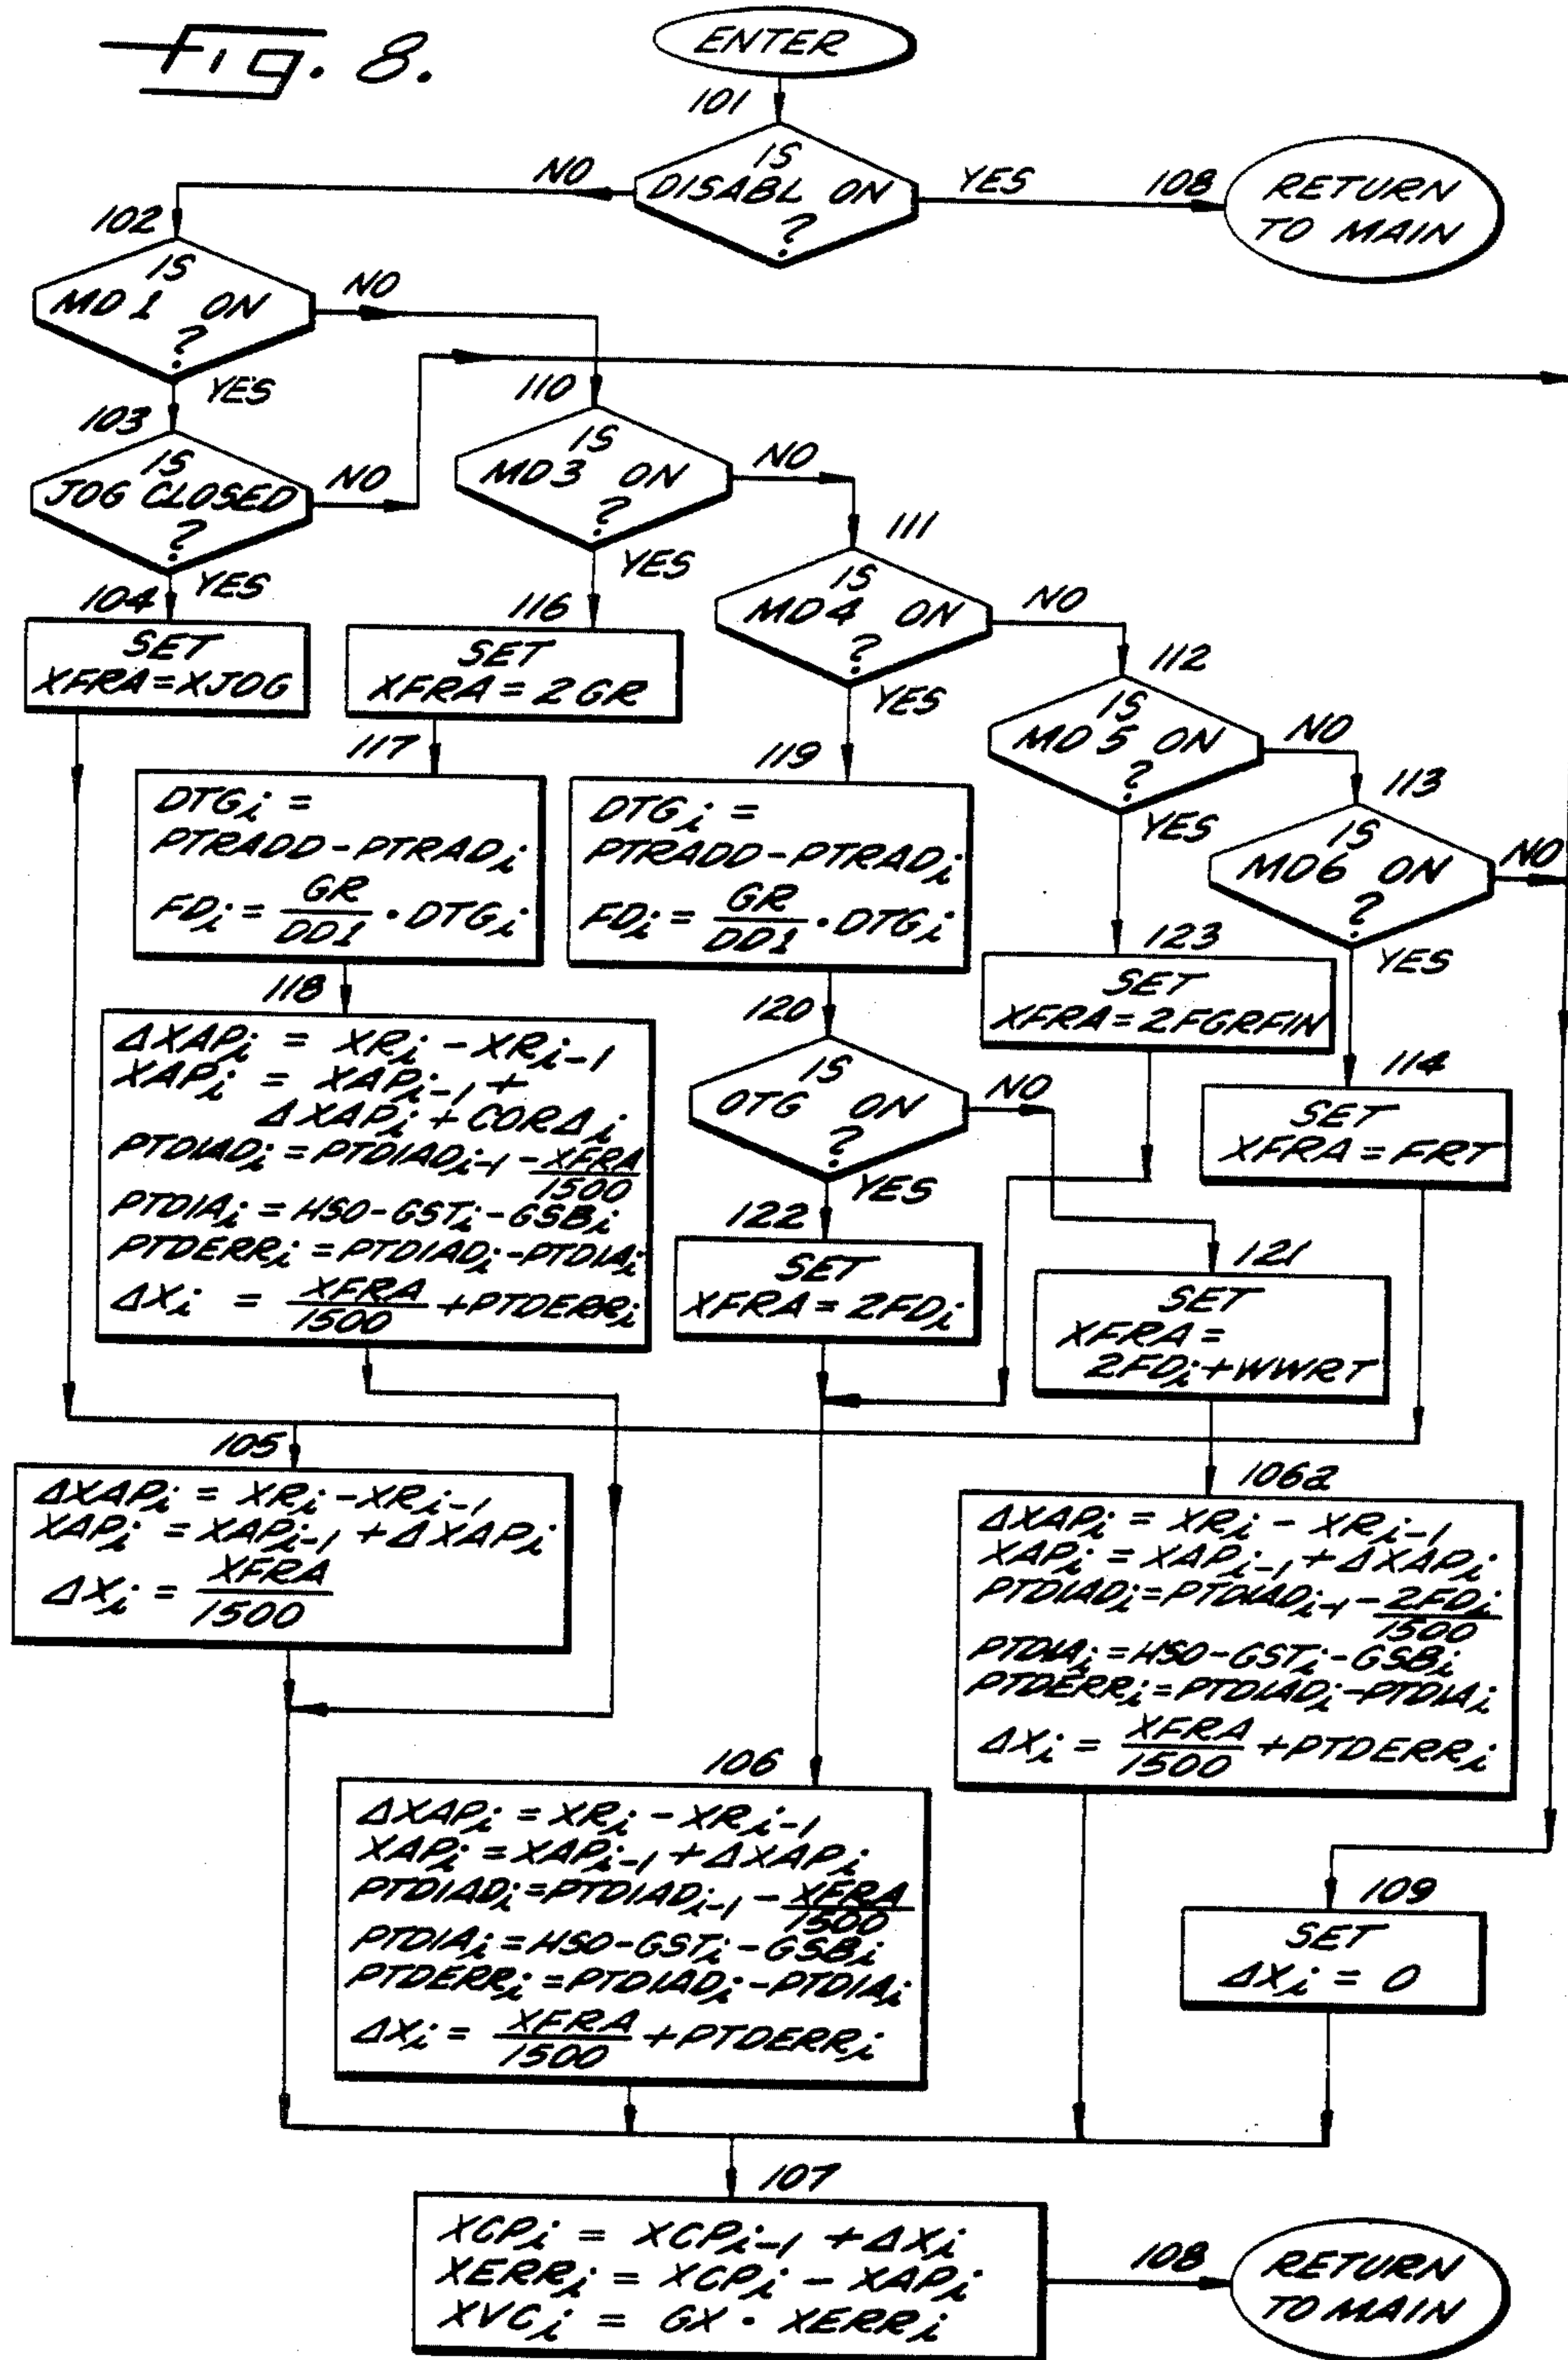 Fig. 8.
ENTER
101
IS
DISABL ON
?
NO
YES
108
RETURN
TO MAIN
102
IS
MD1 ON
?
NO
YES
103
IS
JOG CLOSED
?
NO
YES
104
SET
XFRA=XJOG
110
IS
MD3 ON
?
NO
YES
116
SET
XFRA = 2GR
117
DTGi =
PTRADD-PTRADi
FDi = GR/DD1 · DTGi
118
ΔXAPi = XRi - XRi-1
XAPi = XAPi-1 +
ΔXAPi + CORΔi
PTDIADi = PTDIADi-1 - XFRA/1500
PTDIAi = HSO-GSTi-GSBi
PTDERRi = PTDIADi-PTDIAi
ΔXi = XFRA/1500 + PTDERRi
111
IS
MD4 ON
?
NO
YES
119
DTGi =
PTRADD-PTRADi
FDi = GR/DD1 · DTGi
120
IS
OTG ON
?
NO
YES
122
SET
XFRA = 2FDi
112
IS
MD5 ON
?
NO
YES
123
SET
XFRA=2FGRFIN
113
IS
MD6 ON
?
NO
YES
114
SET
XFRA = FRT
121
SET
XFRA =
2FDi+WWRT
105
ΔXAPi = XRi - XRi-1
XAPi = XAPi-1 + ΔXAPi
ΔXi = XFRA/1500
106a
ΔXAPi = XRi - XRi-1
XAPi = XAPi-1 + ΔXAPi
PTDIADi = PTDIADi-1 - 2FDi/1500
PTDIAi = HSO-GSTi-GSBi
PTDERRi = PTDIADi-PTDIAi
ΔXi = XFRA/1500 + PTDERRi
106
ΔXAPi = XRi - XRi-1
XAPi = XAPi-1 + ΔXAPi
PTDIADi = PTDIADi-1 - XFRA/1500
PTDIAi = HSO-GSTi-GSBi
PTDERRi = PTDIADi-PTDIAi
ΔXi = XFRA/1500 + PTDERRi
109
SET
ΔXi = 0
107
XCPi = XCPi-1 + ΔXi
XERRi = XCPi - XAPi
XVCi = GX · XERRi
108
RETURN
TO MAIN